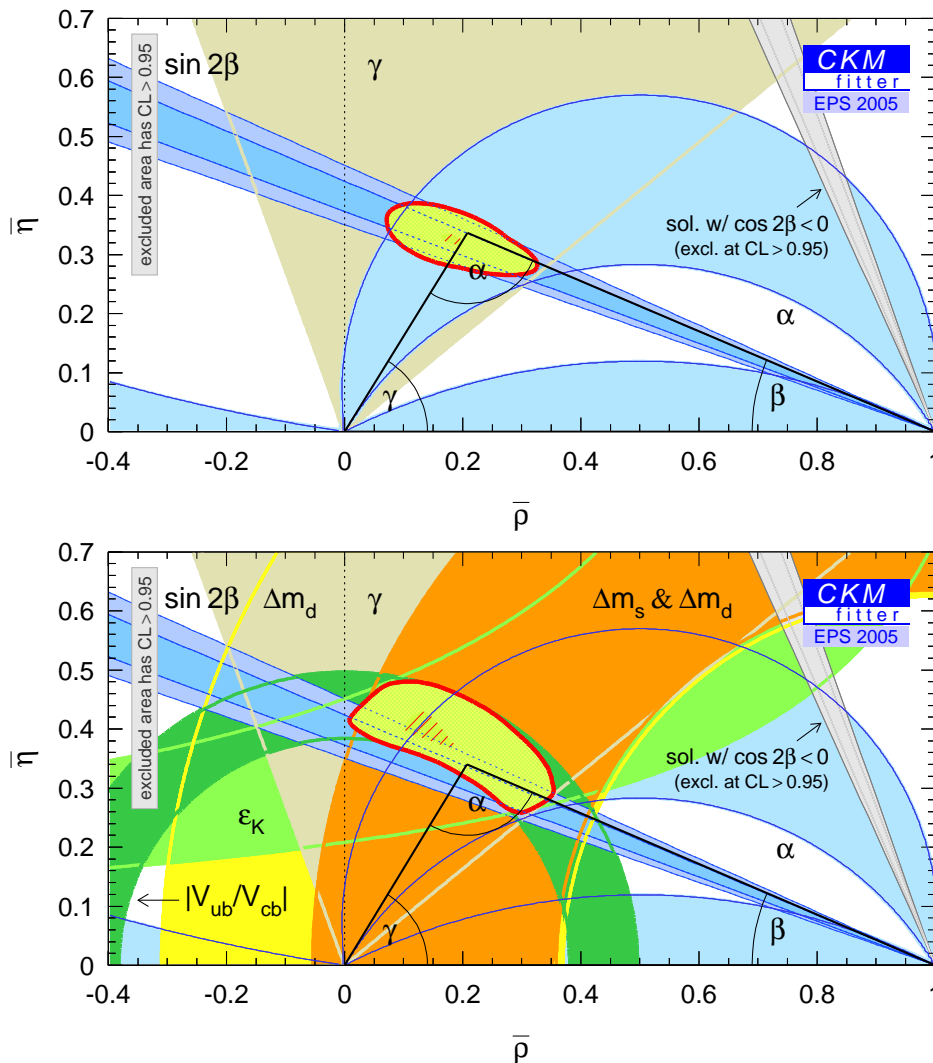 0.7
0.6
0.5
0.4
0.3
0.2
0.1
0
η̅
excluded area has CL > 0.95
sin 2β
γ
CKM
fitter
EPS 2005
sol. w/ cos 2β < 0
(excl. at CL > 0.95)
α
α
γ
β
-0.4 -0.2 0 0.2 0.4 0.6 0.8 1
ρ̅
0.7
0.6
0.5
0.4
0.3
0.2
0.1
0
η̅
excluded area has CL > 0.95
sin 2β
Δm_d
γ
Δm_s & Δm_d
CKM
fitter
EPS 2005
sol. w/ cos 2β < 0
(excl. at CL > 0.95)
α
ε_K
α
|V_ub/V_cb|
γ
β
-0.4 -0.2 0 0.2 0.4 0.6 0.8 1
ρ̅